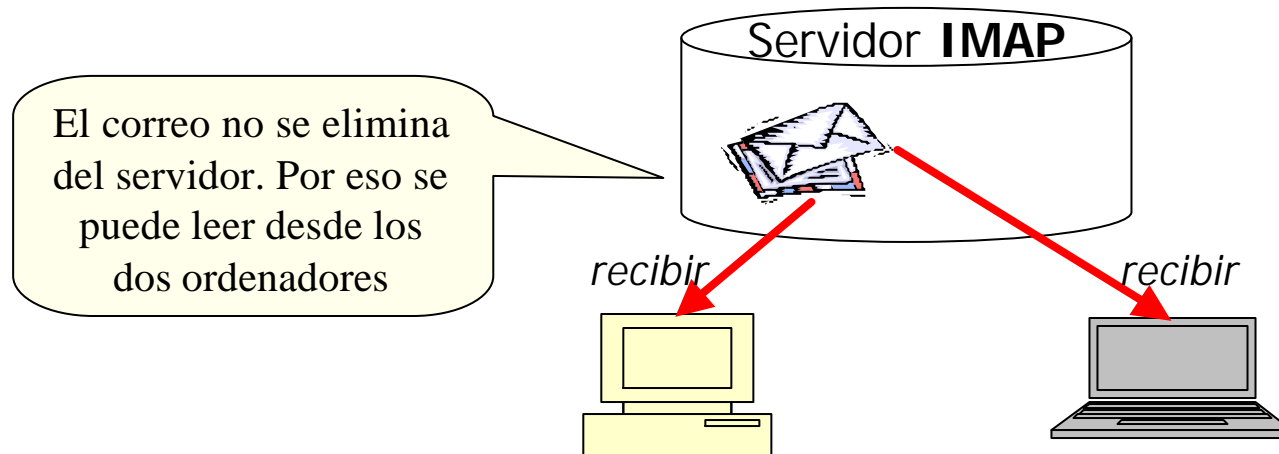 Servidor IMAP
El correo no se elimina
del servidor. Por eso se
puede leer desde los
dos ordenadores
recibir
recibir